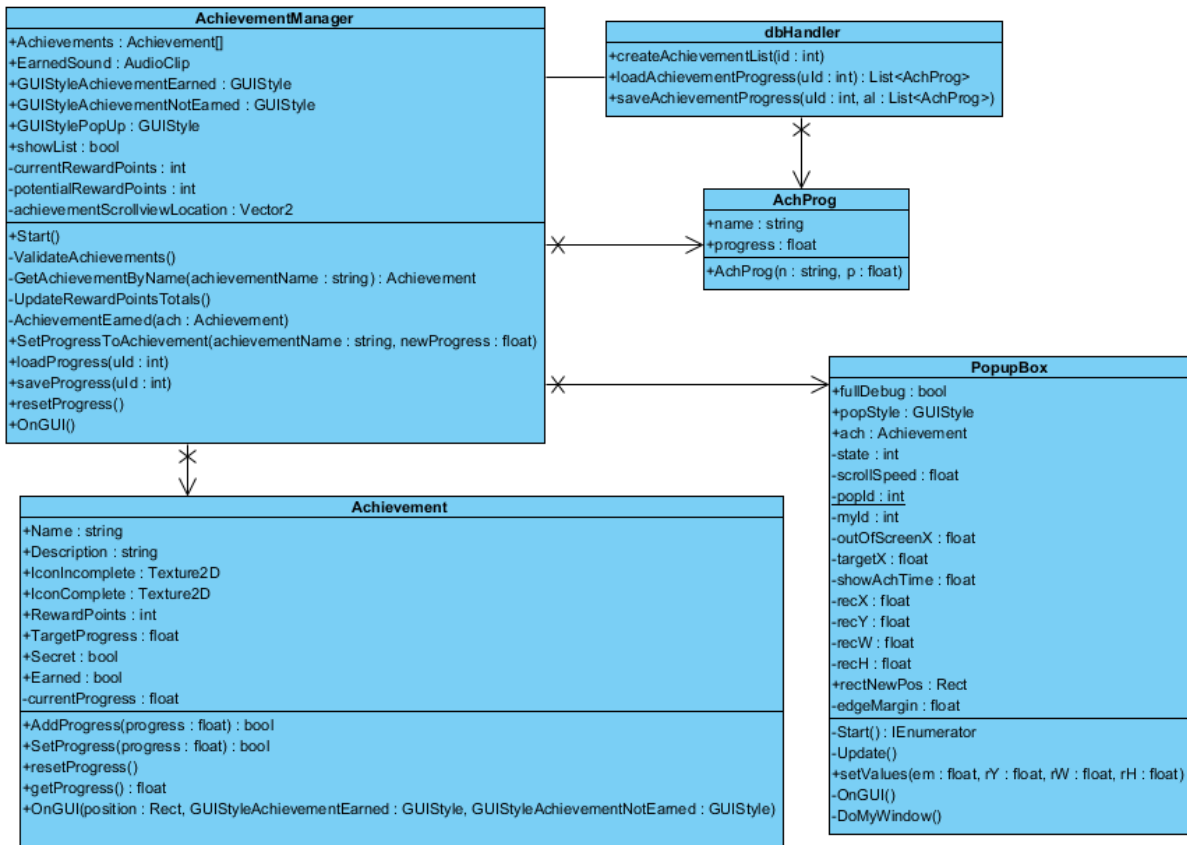 AchievementManager
+Achievements : Achievement[]
+EarnedSound : AudioClip
+GUIStyleAchievementEarned : GUIStyle
+GUIStyleAchievementNotEarned : GUIStyle
+GUIStylePopUp : GUIStyle
+showList : bool
-currentRewardPoints : int
-potentialRewardPoints : int
-achievementScrollviewLocation : Vector2
+Start()
-ValidateAchievements()
-GetAchievementByName(achievementName : string) : Achievement
-UpdateRewardPointsTotals()
-AchievementEarned(ach : Achievement)
+SetProgressToAchievement(achievementName : string, newProgress : float)
+loadProgress(uId : int)
+saveProgress(uId : int)
+resetProgress()
+OnGUI()
dbHandler
+createAchievementList(id : int)
+loadAchievementProgress(uId : int) : List<AchProg>
+saveAchievementProgress(uId : int, al : List<AchProg>)
AchProg
+name : string
+progress : float
+AchProg(n : string, p : float)
PopupBox
+fullDebug : bool
+popStyle : GUIStyle
+ach : Achievement
-state : int
-scrollSpeed : float
-popId : int
-myId : int
-outOfScreenX : float
-targetX : float
-showAchTime : float
-recX : float
-recY : float
-recW : float
-recH : float
+rectNewPos : Rect
-edgeMargin : float
-Start() : IEnumerator
-Update()
+setValues(em : float, rY : float, rW : float, rH : float)
-OnGUI()
-DoMyWindow()
Achievement
+Name : string
+Description : string
+IconIncomplete : Texture2D
+IconComplete : Texture2D
+RewardPoints : int
+TargetProgress : float
+Secret : bool
+Earned : bool
-currentProgress : float
+AddProgress(progress : float) : bool
+SetProgress(progress : float) : bool
+resetProgress()
+getProgress() : float
+OnGUI(position : Rect, GUIStyleAchievementEarned : GUIStyle, GUIStyleAchievementNotEarned : GUIStyle)